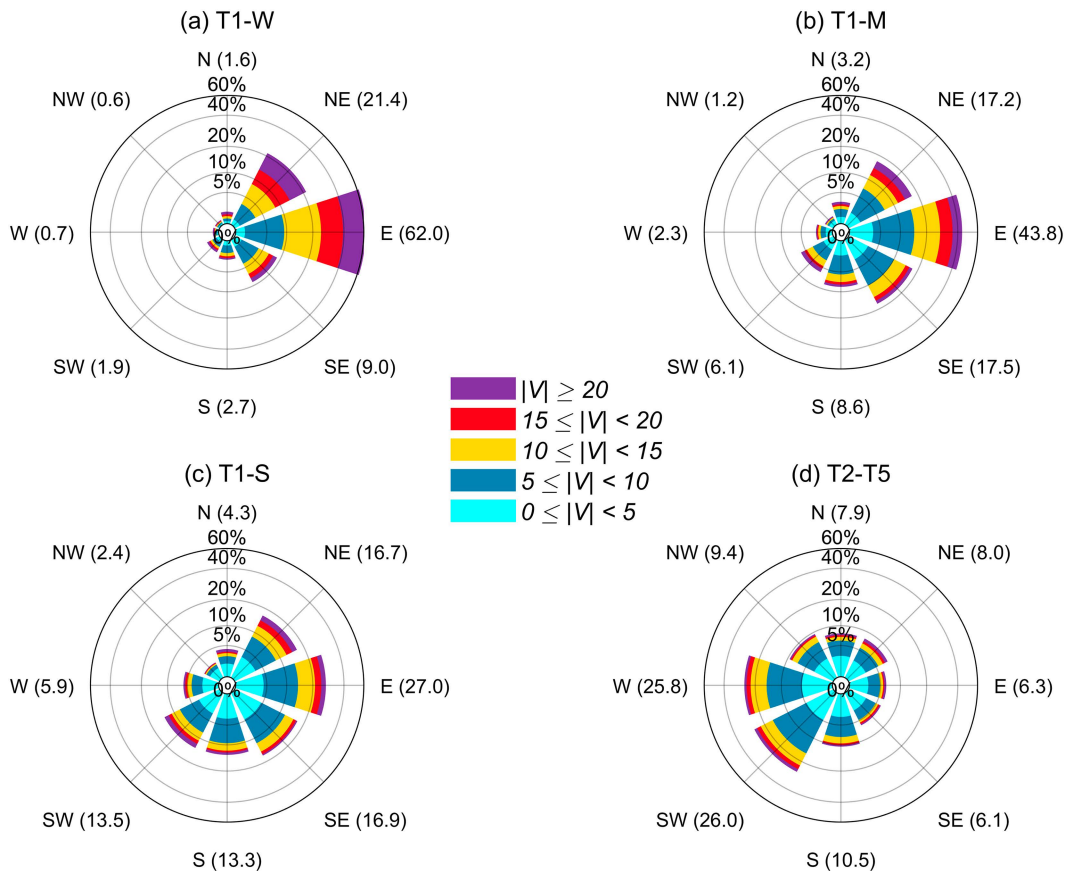 (a) T1-W
N (1.6)
NW (0.6)
NE (21.4)
60%
40%
20%
10%
5%
0%
W (0.7)
E (62.0)
SW (1.9)
SE (9.0)
S (2.7)
(b) T1-M
N (3.2)
NW (1.2)
NE (17.2)
60%
40%
20%
10%
5%
0%
W (2.3)
E (43.8)
SW (6.1)
SE (17.5)
S (8.6)
|V| ≥ 20
15 ≤ |V| < 20
10 ≤ |V| < 15
5 ≤ |V| < 10
0 ≤ |V| < 5
(c) T1-S
N (4.3)
NW (2.4)
NE (16.7)
60%
40%
20%
10%
5%
0%
W (5.9)
E (27.0)
SW (13.5)
SE (16.9)
S (13.3)
(d) T2-T5
N (7.9)
NW (9.4)
NE (8.0)
60%
40%
20%
10%
5%
0%
W (25.8)
E (6.3)
SW (26.0)
SE (6.1)
S (10.5)